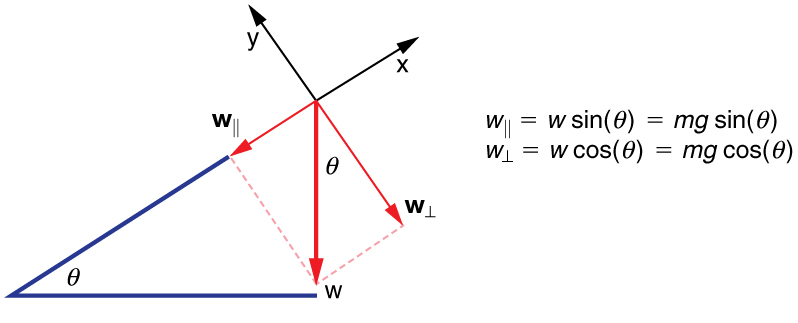 y
x
w∥
θ
w⊥
θ
w
w∥ = w sin(θ) = mg sin(θ)
w⊥ = w cos(θ) = mg cos(θ)